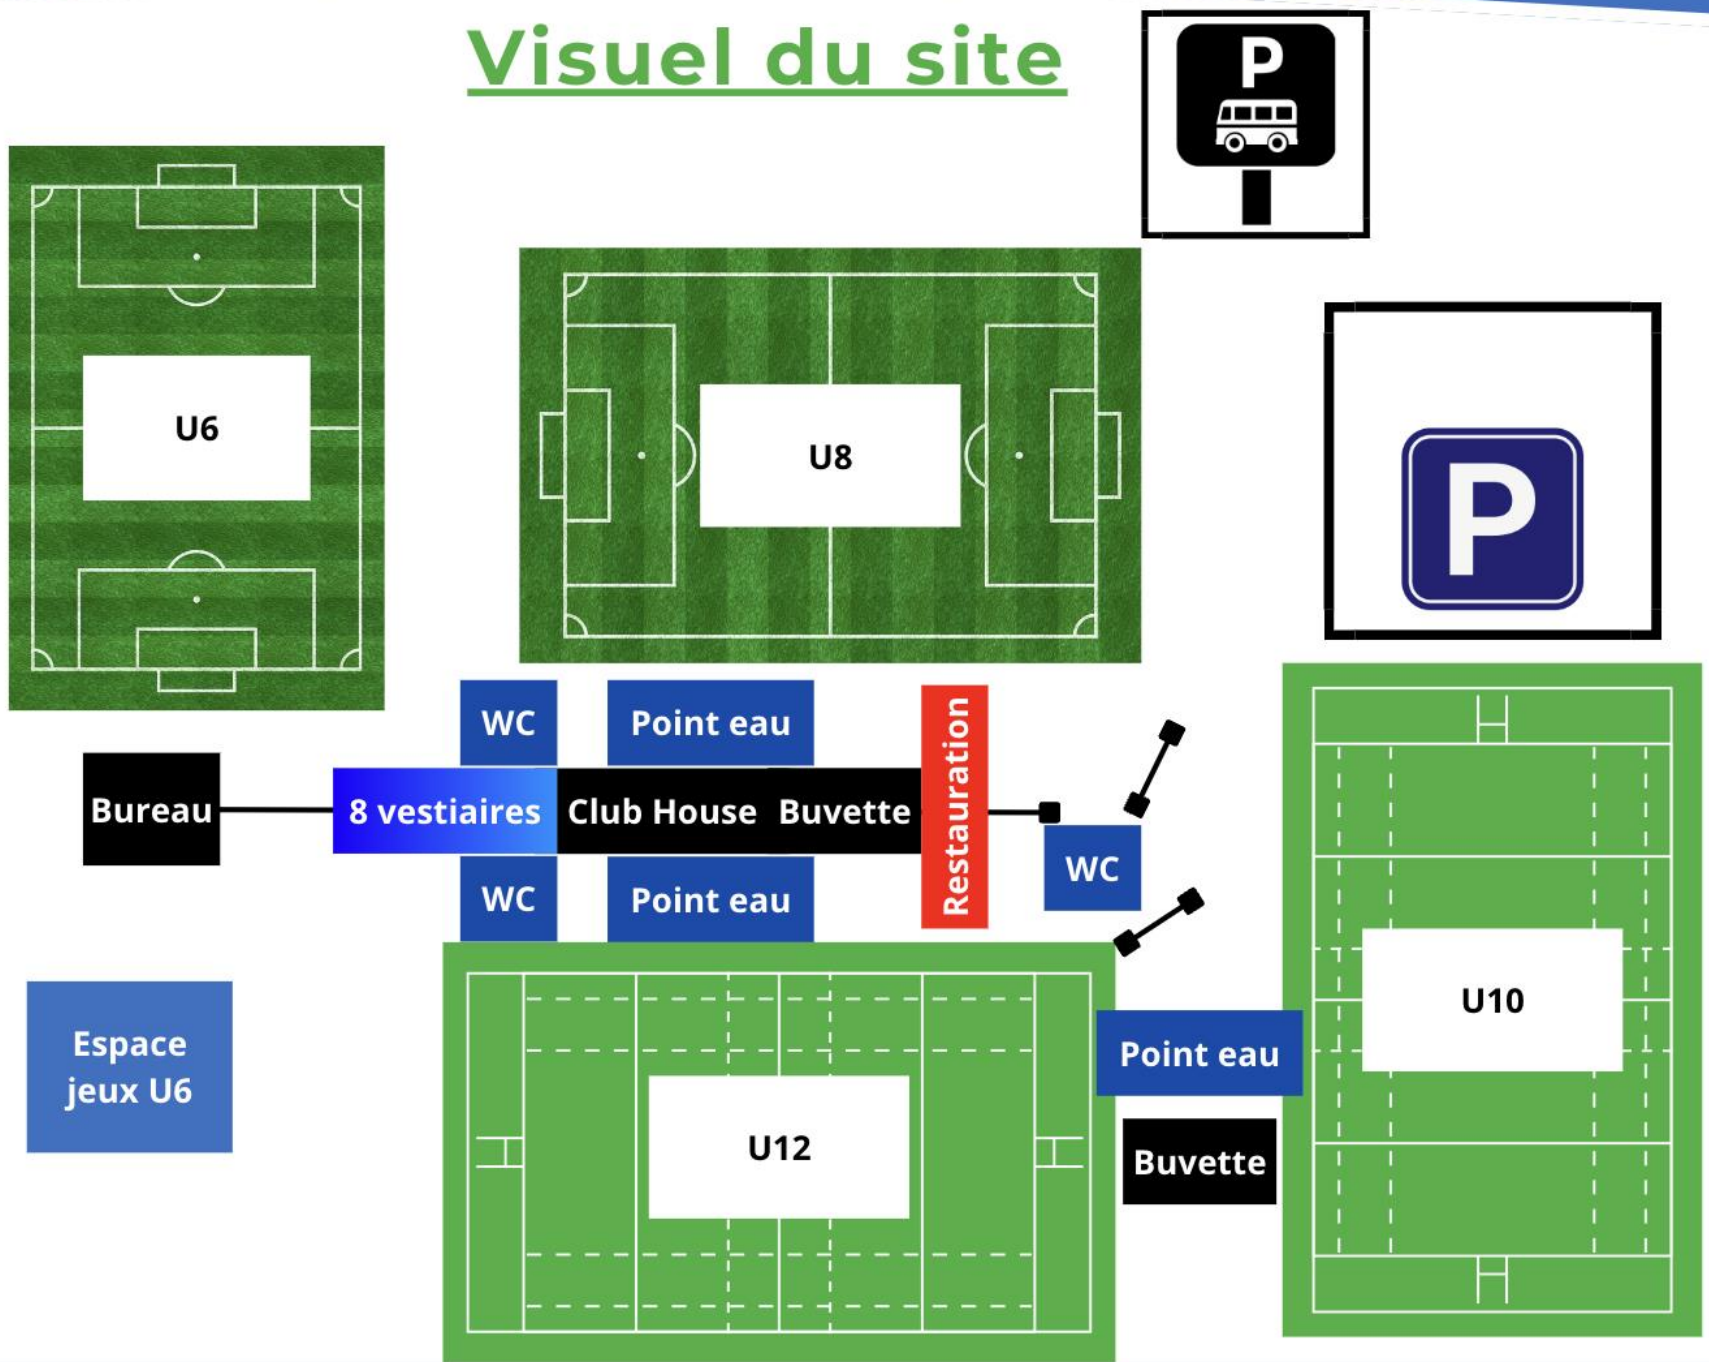 Visuel du site
P
U6
U8
P
WC
Point eau
Bureau
8 vestiaires
Club House
Buvette
Restauration
WC
WC
Point eau
Espace
jeux U6
U12
Point eau
Buvette
U10